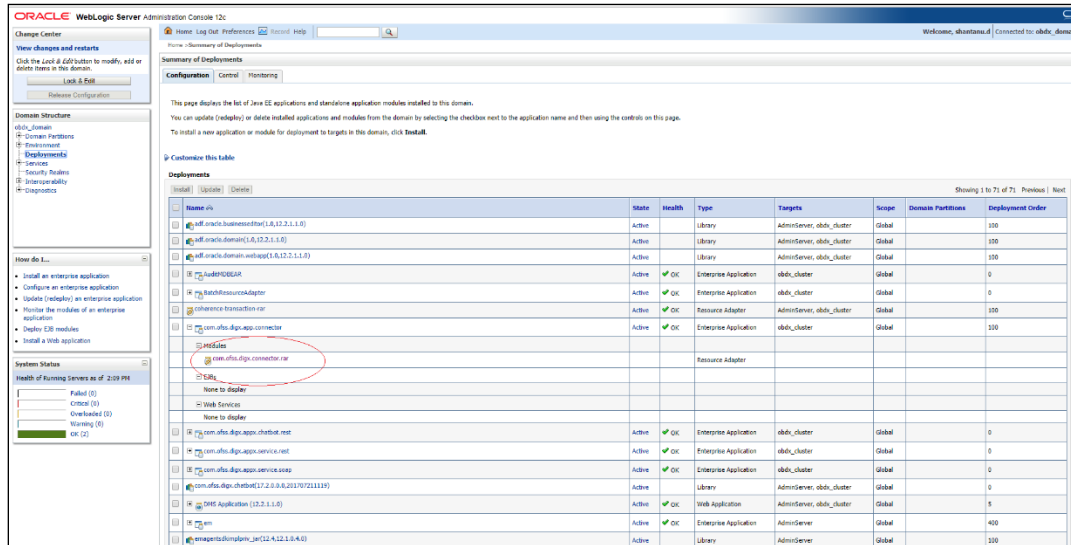 ORACLE WebLogic Server Administration Console 12c
Change Center
View changes and restarts
Click the Lock & Edit button to modify, add or
delete items in this domain.
Lock & Edit
Release Configuration
Domain Structure
obdx_domain
Domain Partitions
Environment
Deployments
Services
Security Realms
Interoperability
Diagnostics
How do I...
Install an enterprise application
Configure an enterprise application
Update (redeploy) an enterprise application
Monitor the modules of an enterprise
application
Deploy EJB modules
Install a Web application
System Status
Health of Running Servers as of 2:09 PM
Failed (0)
Critical (0)
Overloaded (0)
Warning (0)
OK (2)
Home Log Out Preferences Record Help
Welcome, shantanu.d Connected to: obdx_doma
Home >Summary of Deployments
Summary of Deployments
Configuration Control Monitoring
This page displays the list of Java EE applications and standalone application modules installed to this domain.
You can update (redeploy) or delete installed applications and modules from the domain by selecting the checkbox next to the application name and then using the controls on this page.
To install a new application or module for deployment to targets in this domain, click Install.
Customize this table
Deployments
Install Update Delete
Showing 1 to 71 of 71 Previous | Next
Name State Health Type Targets Scope Domain Partitions Deployment Order
adf.oracle.businesseditor(1.0,12.2.1.1.0) Active Library AdminServer, obdx_cluster Global 100
adf.oracle.domain(1.0,12.2.1.1.0) Active Library AdminServer, obdx_cluster Global 100
adf.oracle.domain.webapp(1.0,12.2.1.1.0) Active Library AdminServer, obdx_cluster Global 100
AuditMDBEAR Active OK Enterprise Application obdx_cluster Global 0
BatchResourceAdapter Active OK Enterprise Application obdx_cluster Global 0
coherence-transaction-rar Active OK Resource Adapter AdminServer, obdx_cluster Global 100
com.ofss.digx.app.connector Active OK Enterprise Application obdx_cluster Global 100
Modules
com.ofss.digx.connector.rar Resource Adapter
EJBs
None to display
Web Services
None to display
com.ofss.digx.appx.chatbot.rest Active OK Enterprise Application obdx_cluster Global 0
com.ofss.digx.appx.service.rest Active OK Enterprise Application obdx_cluster Global 0
com.ofss.digx.appx.service.soap Active OK Enterprise Application obdx_cluster Global 0
com.ofss.digx.chatbot(17.2.0.0.0,201707211119) Active Library AdminServer, obdx_cluster Global 100
DMS Application (12.2.1.1.0) Active OK Web Application AdminServer, obdx_cluster Global 5
em Active OK Enterprise Application AdminServer Global 400
emagentsdkimplpriv_jar(12.4,12.1.0.4.0) Active Library AdminServer, obdx_cluster Global 100